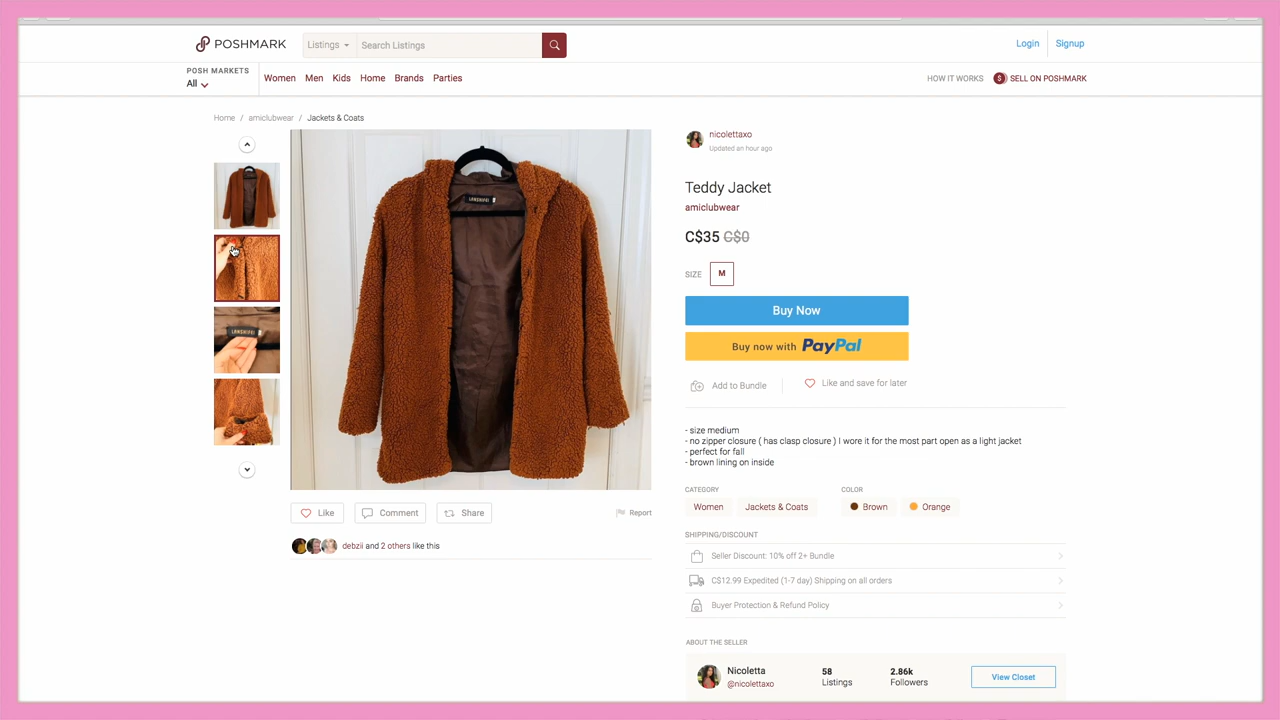 POSHMARK
Listings
Search Listings
Login
Signup
POSH MARKETS
All
Women
Men
Kids
Home
Brands
Parties
HOW IT WORKS
$ SELL ON POSHMARK
Home / amiclubwear / Jackets & Coats
nicolettaxo
Updated an hour ago
Teddy Jacket
amiclubwear
C$35 C$0
SIZE M
Buy Now
Buy now with PayPal
Add to Bundle
Like and save for later
- size medium
- no zipper closure ( has clasp closure ) I wore it for the most part open as a light jacket
- perfect for fall
- brown lining on inside
CATEGORY
Women
Jackets & Coats
COLOR
Brown
Orange
SHIPPING/DISCOUNT
Seller Discount: 10% off 2+ Bundle
C$12.99 Expedited (1-7 day) Shipping on all orders
Buyer Protection & Refund Policy
ABOUT THE SELLER
Nicoletta
@nicolettaxo
58
Listings
2.86k
Followers
View Closet
Like
Comment
Share
Report
debzii and 2 others like this